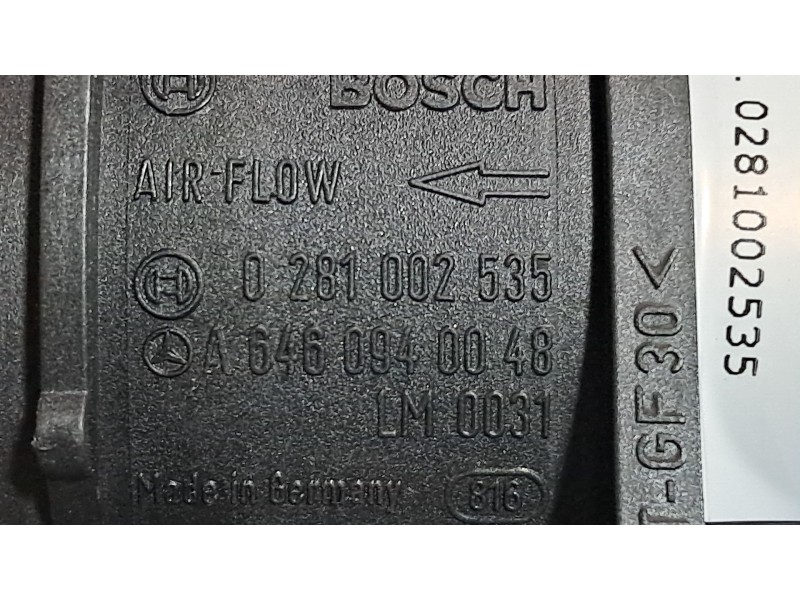 BOSCH
AIR FLOW
0 281 002 535
A 646 094 00 48
LM 0031
Made in Germany 816
T-GF30<
. 0281002535